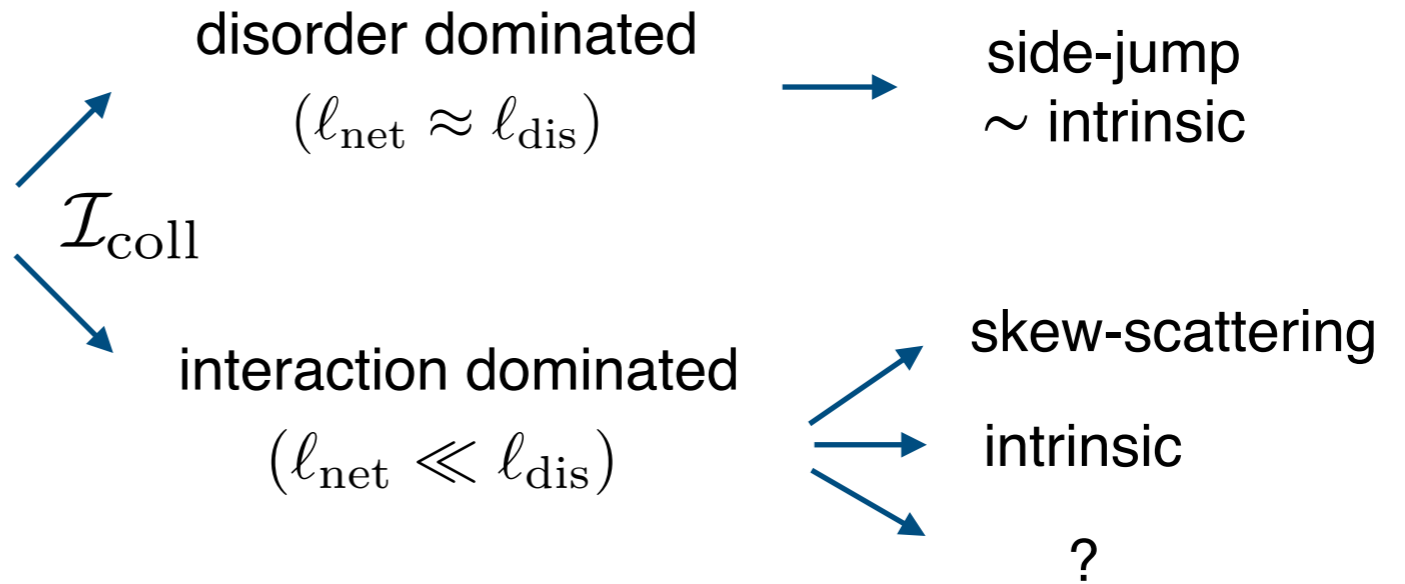 disorder dominated
(ℓ_net ≈ ℓ_dis)
side-jump
∼ intrinsic
ℐ_coll
interaction dominated
(ℓ_net ≪ ℓ_dis)
skew-scattering
intrinsic
?